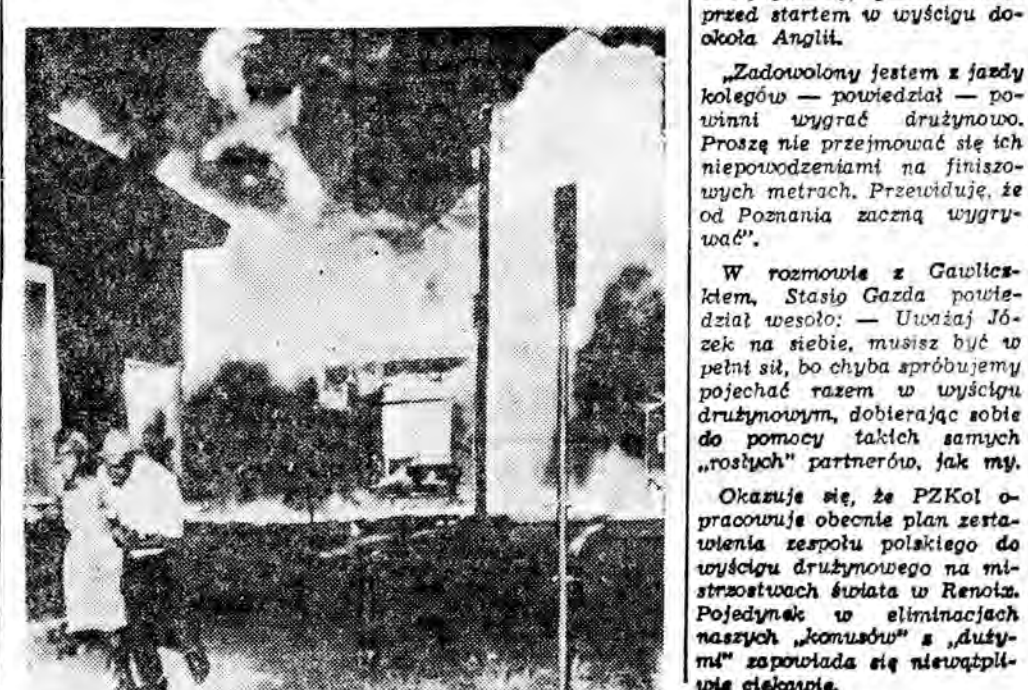 przed startem w wyścigu do-
okoła Anglii.
„Zadowolony jestem z jazdy
kolegów — powiedział — po-
winni wygrać drużynowo.
Proszę nie przejmować się ich
niepowodzeniami na finiszo-
wych metrach. Przewiduję, że
od Poznania zaczną wygry-
wać”.
W rozmowie z Gawlicz-
kiem, Stasio Gazda powie-
dział wesoło: — Uważaj Jó-
zek na siebie, musisz być w
pełni sił, bo chyba spróbujemy
pojechać razem w wyścigu
drużynowym, dobierając sobie
do pomocy takich samych
„rosłych” partnerów, jak my.
Okazuje się, że PZKol o-
pracowuje obecnie plan zesta-
wienia zespołu polskiego do
wyścigu drużynowego na mi-
strzostwach świata w Renaix.
Pojedynek w eliminacjach
naszych „konusów” z „duży-
mi” zapowiada się niewątpli-
wie ciekawie.